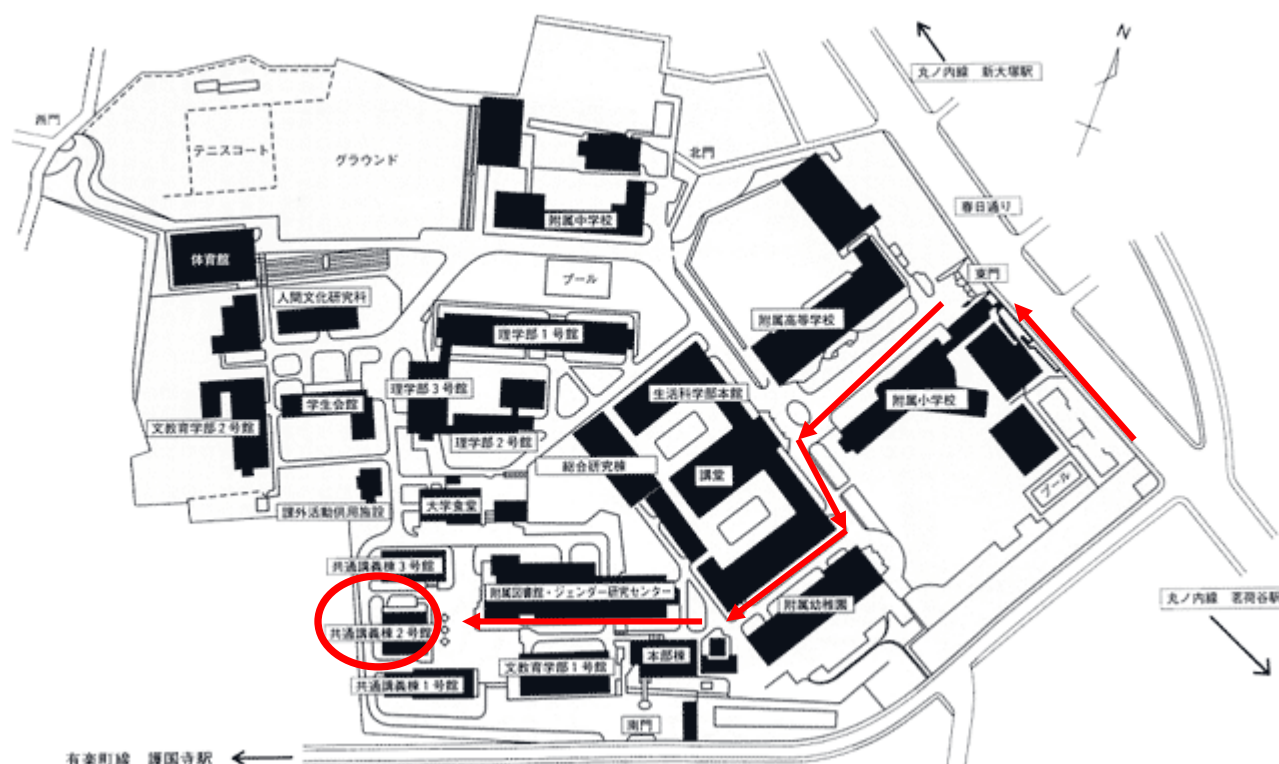 N
丸ノ内線　新大塚駅
西門
テニスコート
グラウンド
北門
春日通り
附属中学校
体育館
東門
プール
人間文化研究科
附属高等学校
理学部1号館
生活科学部本館
理学部3号館
学生会館
附属小学校
文教育学部2号館
理学部2号館
総合研究棟
講堂
プール
大学食堂
課外活動供用施設
共通講義棟3号館
附属図書館・ジェンダー研究センター
附属幼稚園
丸ノ内線　茗荷谷駅
共通講義棟2号館
本部棟
文教育学部1号館
共通講義棟1号館
南門
有楽町線　護国寺駅